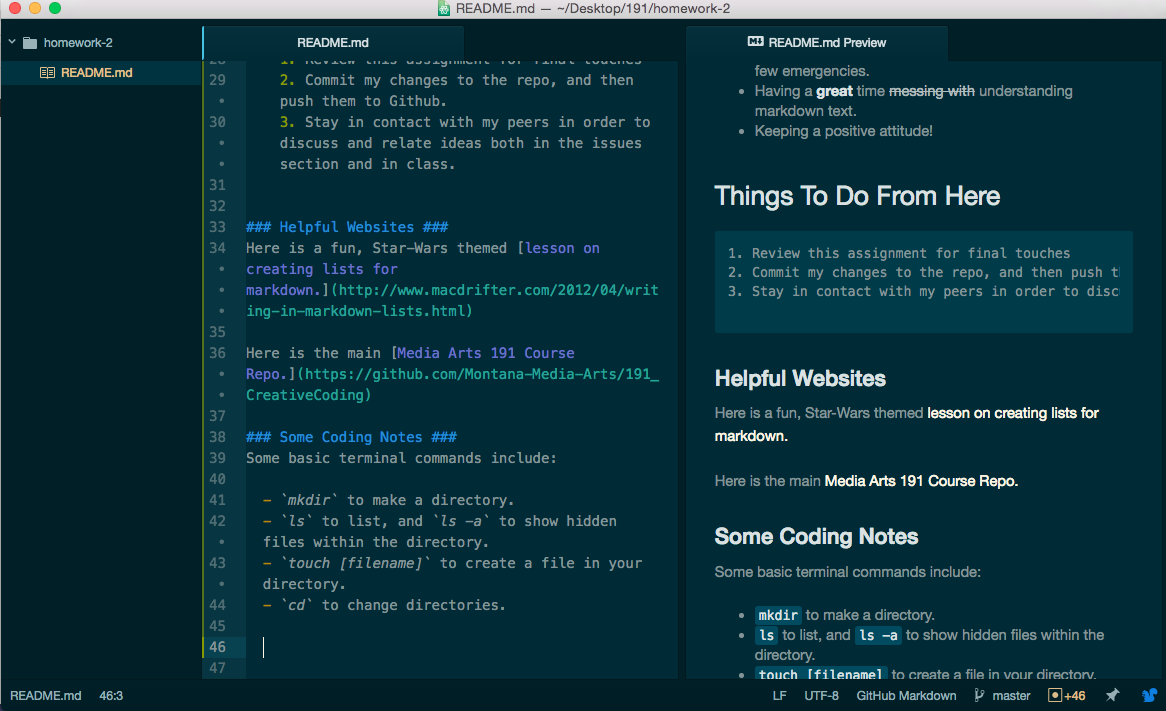 README.md — ~/Desktop/191/homework-2
homework-2
README.md
README.md
28 1. Review this assignment for final touches
29 2. Commit my changes to the repo, and then
push them to Github.
30 3. Stay in contact with my peers in order to
discuss and relate ideas both in the issues
section and in class.
31
32
33 ### Helpful Websites ###
34 Here is a fun, Star-Wars themed [lesson on
creating lists for
markdown.](http://www.macdrifter.com/2012/04/writ
ing-in-markdown-lists.html)
35
36 Here is the main [Media Arts 191 Course
Repo.](https://github.com/Montana-Media-Arts/191_
CreativeCoding)
37
38 ### Some Coding Notes ###
39 Some basic terminal commands include:
40
41 - `mkdir` to make a directory.
42 - `ls` to list, and `ls -a` to show hidden
files within the directory.
43 - `touch [filename]` to create a file in your
directory.
44 - `cd` to change directories.
45
46
47
README.md Preview
few emergencies.
• Having a great time messing with understanding
markdown text.
• Keeping a positive attitude!
Things To Do From Here
1. Review this assignment for final touches
2. Commit my changes to the repo, and then push t
3. Stay in contact with my peers in order to disc
Helpful Websites
Here is a fun, Star-Wars themed lesson on creating lists for
markdown.
Here is the main Media Arts 191 Course Repo.
Some Coding Notes
Some basic terminal commands include:
• mkdir to make a directory.
• ls to list, and ls -a to show hidden files within the
directory.
• touch [filename] to create a file in your directory.
README.md 46:3
LF UTF-8 GitHub Markdown master +46